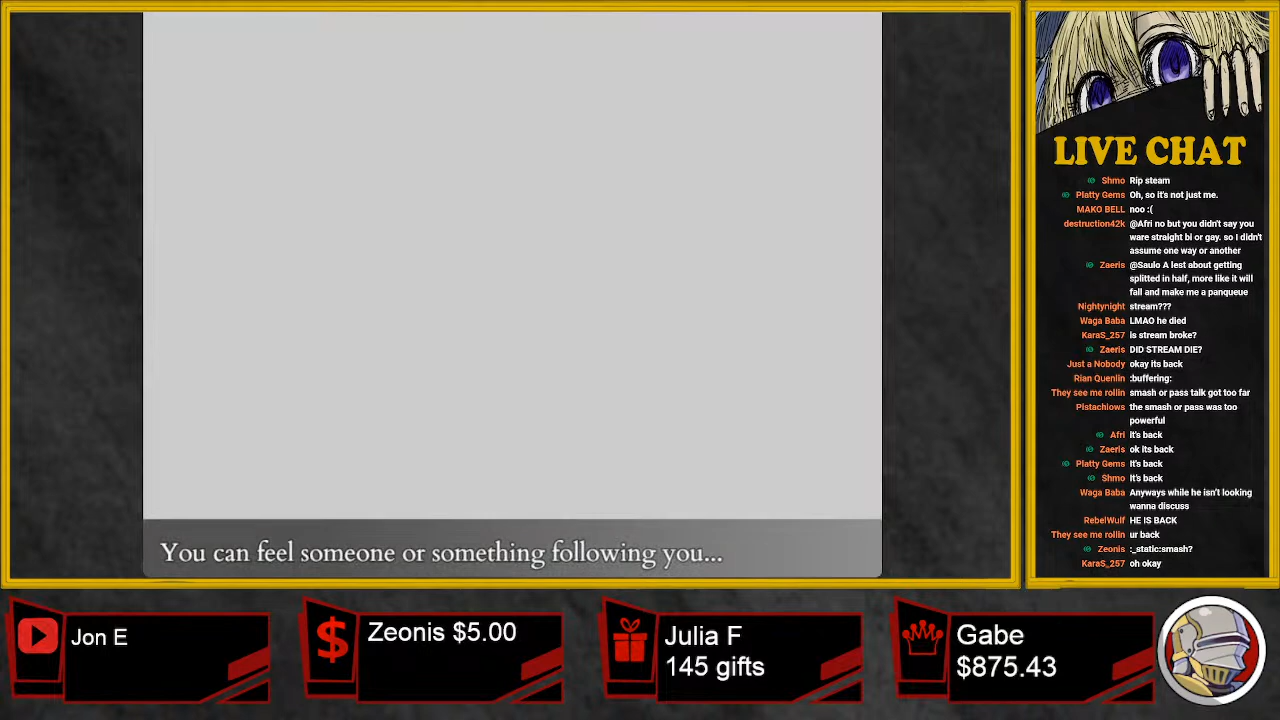 LIVE CHAT
Shmo Rip steam
Platty Gems Oh, so it's not just me.
MAKO BELL noo :(
destruction42k @Afri no but you didn't say you
ware straight bi or gay. so I didn't
assume one way or another
Zaeris @Saulo A lest about getting
splitted in half, more like it will
fall and make me a panqueue
Nightynight stream???
Waga Baba LMAO he died
KaraS_257 is stream broke?
Zaeris DID STREAM DIE?
Just a Nobody okay its back
Rian Quenlin :buffering:
They see me rollin smash or pass talk got too far
Pistachiows the smash or pass was too
powerful
Afri it's back
Zaeris ok its back
Platty Gems It's back
Shmo It's back
Waga Baba Anyways while he isn't looking
wanna discuss
RebelWulf HE IS BACK
They see me rollin ur back
Zeonis :_static:smash?
KaraS_257 oh okay
You can feel someone or something following you...
Jon E
$ Zeonis $5.00
Julia F
145 gifts
Gabe
$875.43